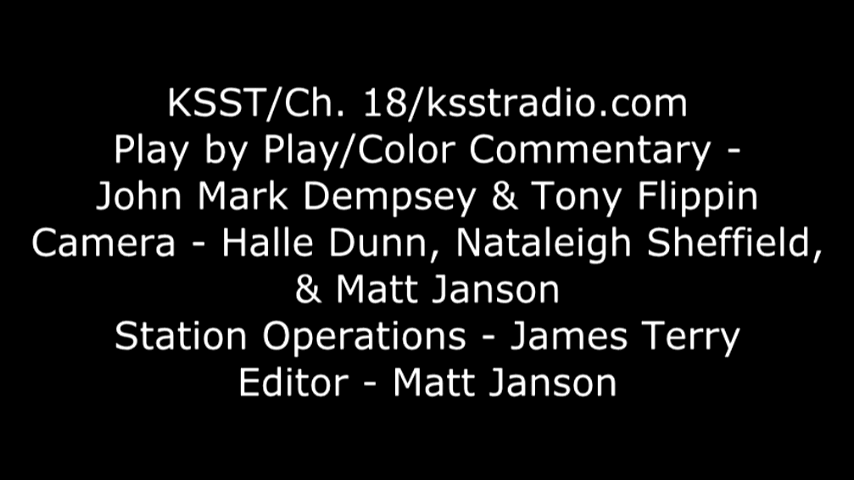 KSST/Ch. 18/ksstradio.com
Play by Play/Color Commentary -
John Mark Dempsey & Tony Flippin
Camera - Halle Dunn, Nataleigh Sheffield,
& Matt Janson
Station Operations - James Terry
Editor - Matt Janson